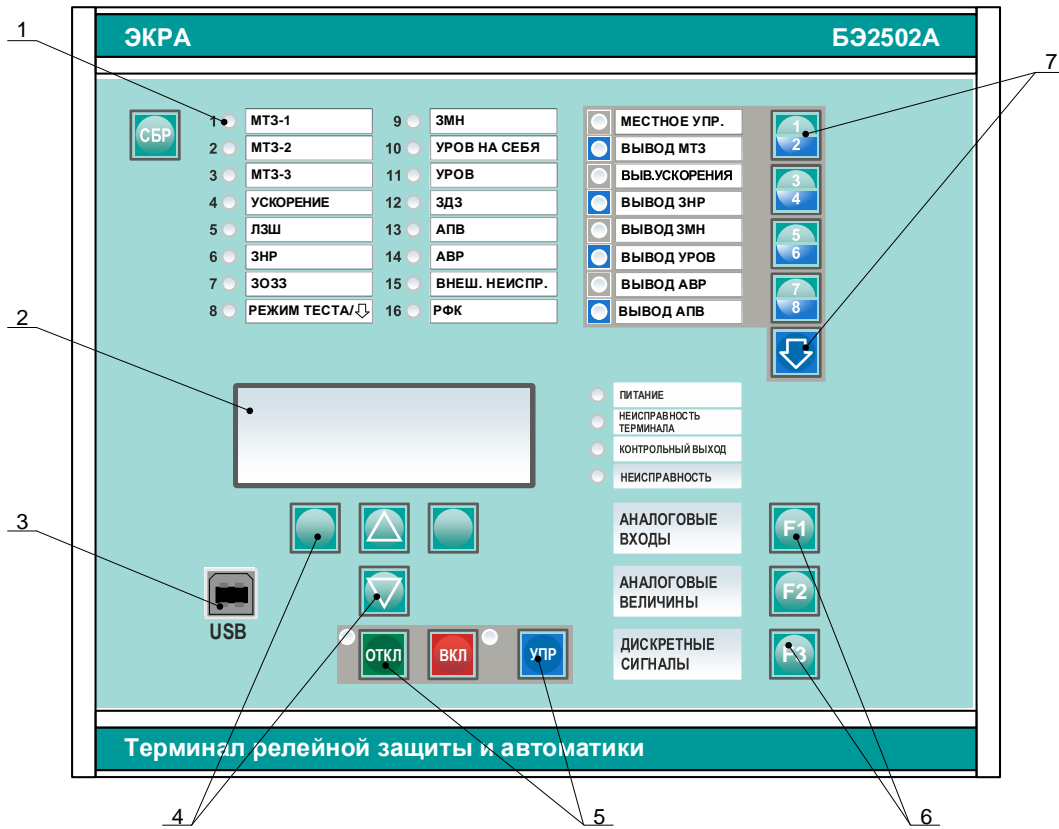 ЭКРА БЭ2502А
1
7
СБР
1 МТЗ-1 9 ЗМН МЕСТНОЕ УПР. 1
2 МТЗ-2 10 УРОВ НА СЕБЯ ВЫВОД МТЗ 2
3 МТЗ-3 11 УРОВ ВЫВ.УСКОРЕНИЯ 3
4 УСКОРЕНИЕ 12 ЗДЗ ВЫВОД ЗНР 4
5 ЛЗШ 13 АПВ ВЫВОД ЗМН 5
6 ЗНР 14 АВР ВЫВОД УРОВ 6
7 ЗОЗЗ 15 ВНЕШ. НЕИСПР. ВЫВОД АВР 7
8 РЕЖИМ ТЕСТА/ 16 РФК ВЫВОД АПВ 8
2
ПИТАНИЕ
НЕИСПРАВНОСТЬ
ТЕРМИНАЛА
КОНТРОЛЬНЫЙ ВЫХОД
НЕИСПРАВНОСТЬ
3
АНАЛОГОВЫЕ
ВХОДЫ
F1
АНАЛОГОВЫЕ
ВЕЛИЧИНЫ
F2
USB
ОТКЛ ВКЛ УПР
ДИСКРЕТНЫЕ
СИГНАЛЫ
F3
Терминал релейной защиты и автоматики
4 5 6